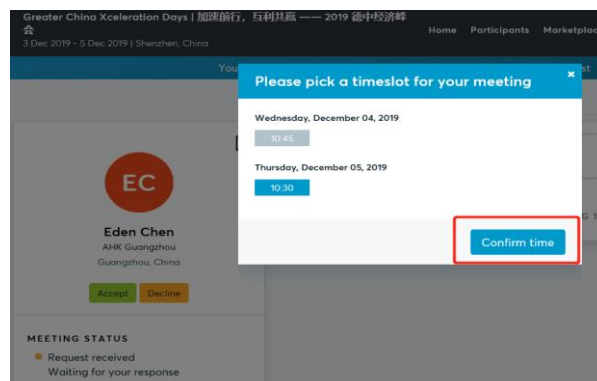 Greater China Xceleration Days | 加速前行，互利共赢 —— 2019 德中经济峰
会
3 Dec 2019 - 5 Dec 2019 | Shenzhen, China
Home Participants Marketplac
You
st
Please pick a timeslot for your meeting
×
Wednesday, December 04, 2019
10:45
Thursday, December 05, 2019
10:30
Confirm time
G 1
EC
Eden Chen
AHK Guangzhou
Guangzhou, China
Accept Decline
MEETING STATUS
Request received
Waiting for your response